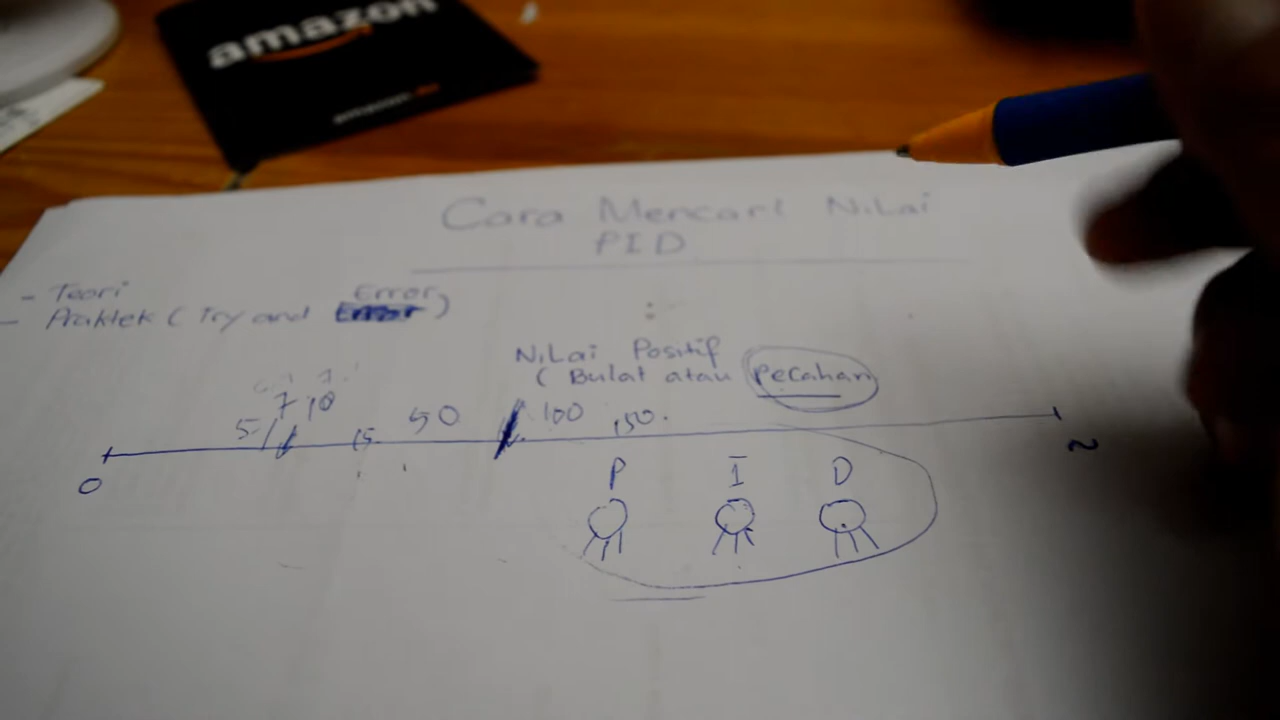 amazon
amazon
Cara Mencari NiLai
PID
- Teori
- Praktek ( Try and Error )
:
NiLai Positif
( Bulat atau pecahan
5 7 10 15 50 100 150.
0 ~
P I D